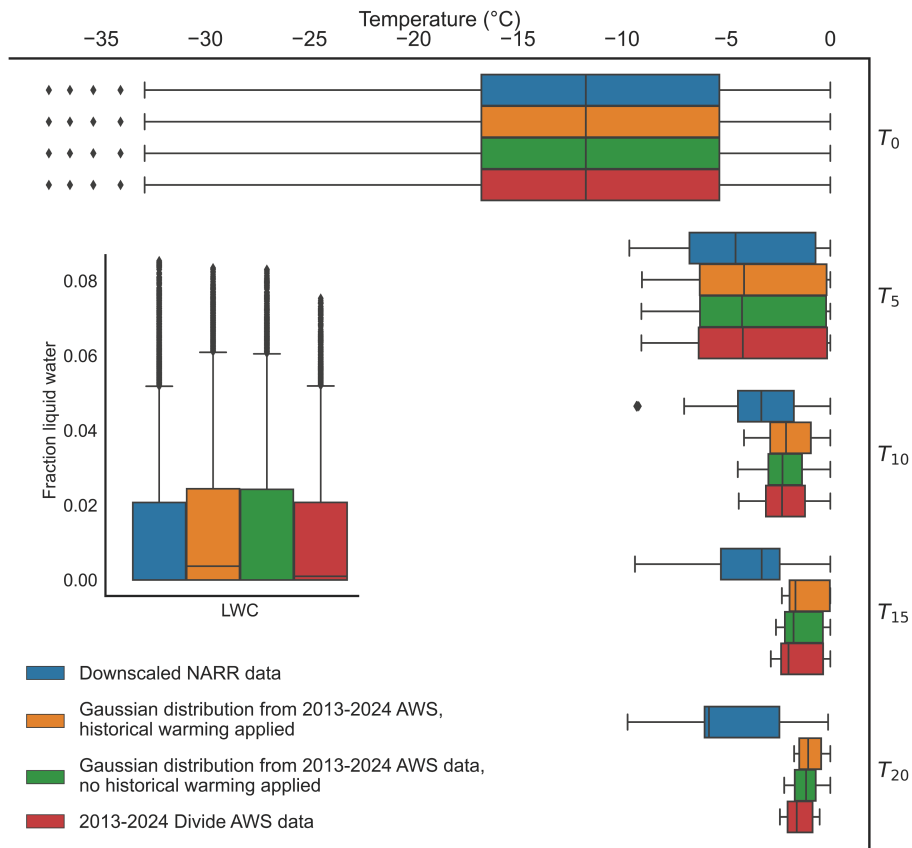 Temperature (°C)
−35 −30 −25 −20 −15 −10 −5 0
T0
T5
T10
T15
T20
Fraction liquid water
0.08
0.06
0.04
0.02
0.00
LWC
Downscaled NARR data
Gaussian distribution from 2013-2024 AWS,
historical warming applied
Gaussian distribution from 2013-2024 AWS data,
no historical warming applied
2013-2024 Divide AWS data